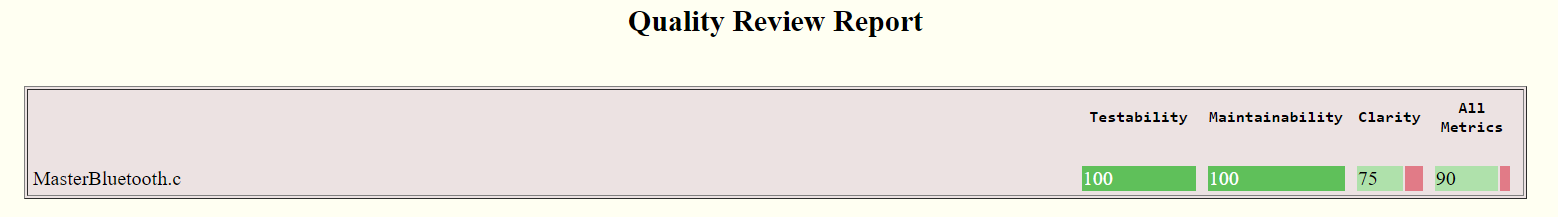 Quality Review Report
Testability Maintainability Clarity All Metrics
MasterBluetooth.c 100 100 75 90